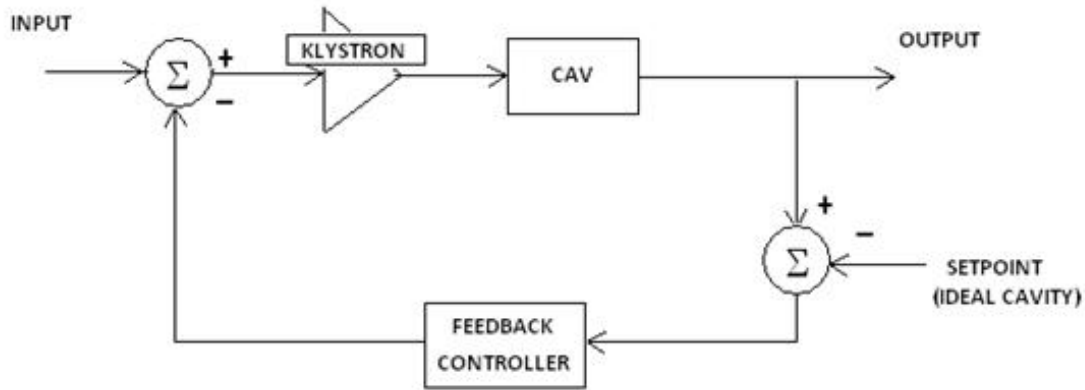 INPUT
Σ
+
−
KLYSTRON
CAV
OUTPUT
+
−
Σ
SETPOINT
(IDEAL CAVITY)
FEEDBACK
CONTROLLER